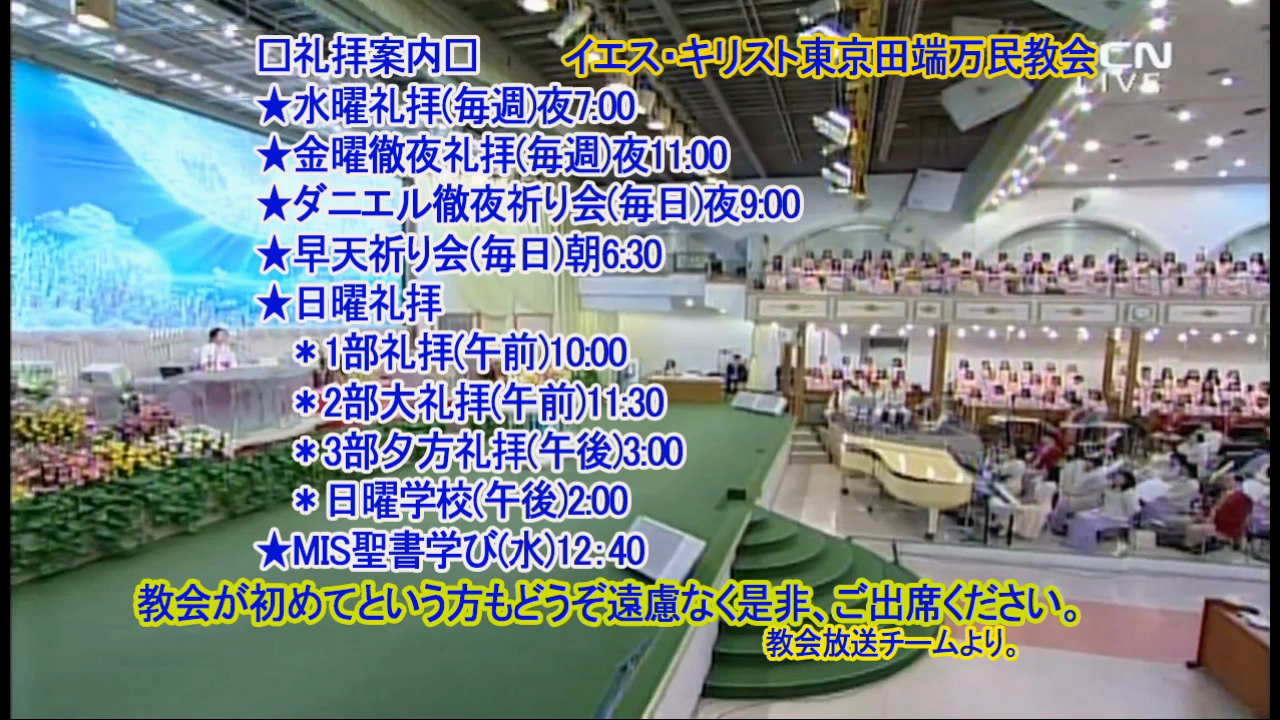 □礼拝案内□ イエス・キリスト東京田端万民教会
CN
LIVE
★水曜礼拝(毎週)夜7:00
★金曜徹夜礼拝(毎週)夜11:00
★ダニエル徹夜祈り会(毎日)夜9:00
★早天祈り会(毎日)朝6:30
★日曜礼拝
＊1部礼拝(午前)10:00
＊2部大礼拝(午前)11:30
＊3部夕方礼拝(午後)3:00
＊日曜学校(午後)2:00
★MIS聖書学び(水)12:40
教会が初めてという方もどうぞ遠慮なく是非、ご出席ください。
教会放送チームより。